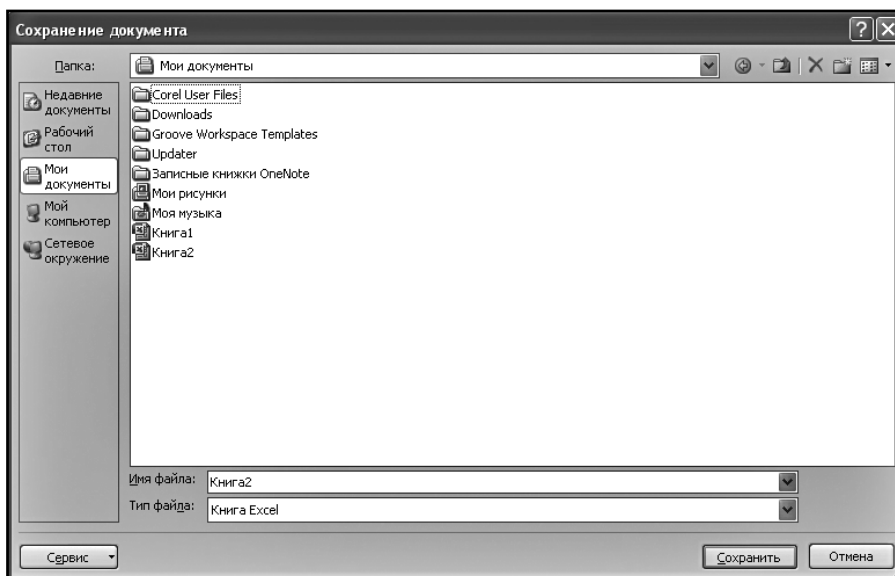 Сохранение документа
Папка:
Мои документы
Недавние
документы
Рабочий
стол
Мои
документы
Мой
компьютер
Сетевое
окружение
Corel User Files
Downloads
Groove Workspace Templates
Updater
Записные книжки OneNote
Мои рисунки
Моя музыка
Книга1
Книга2
Имя файла:
Книга2
Тип файла:
Книга Excel
Сервис
Сохранить
Отмена